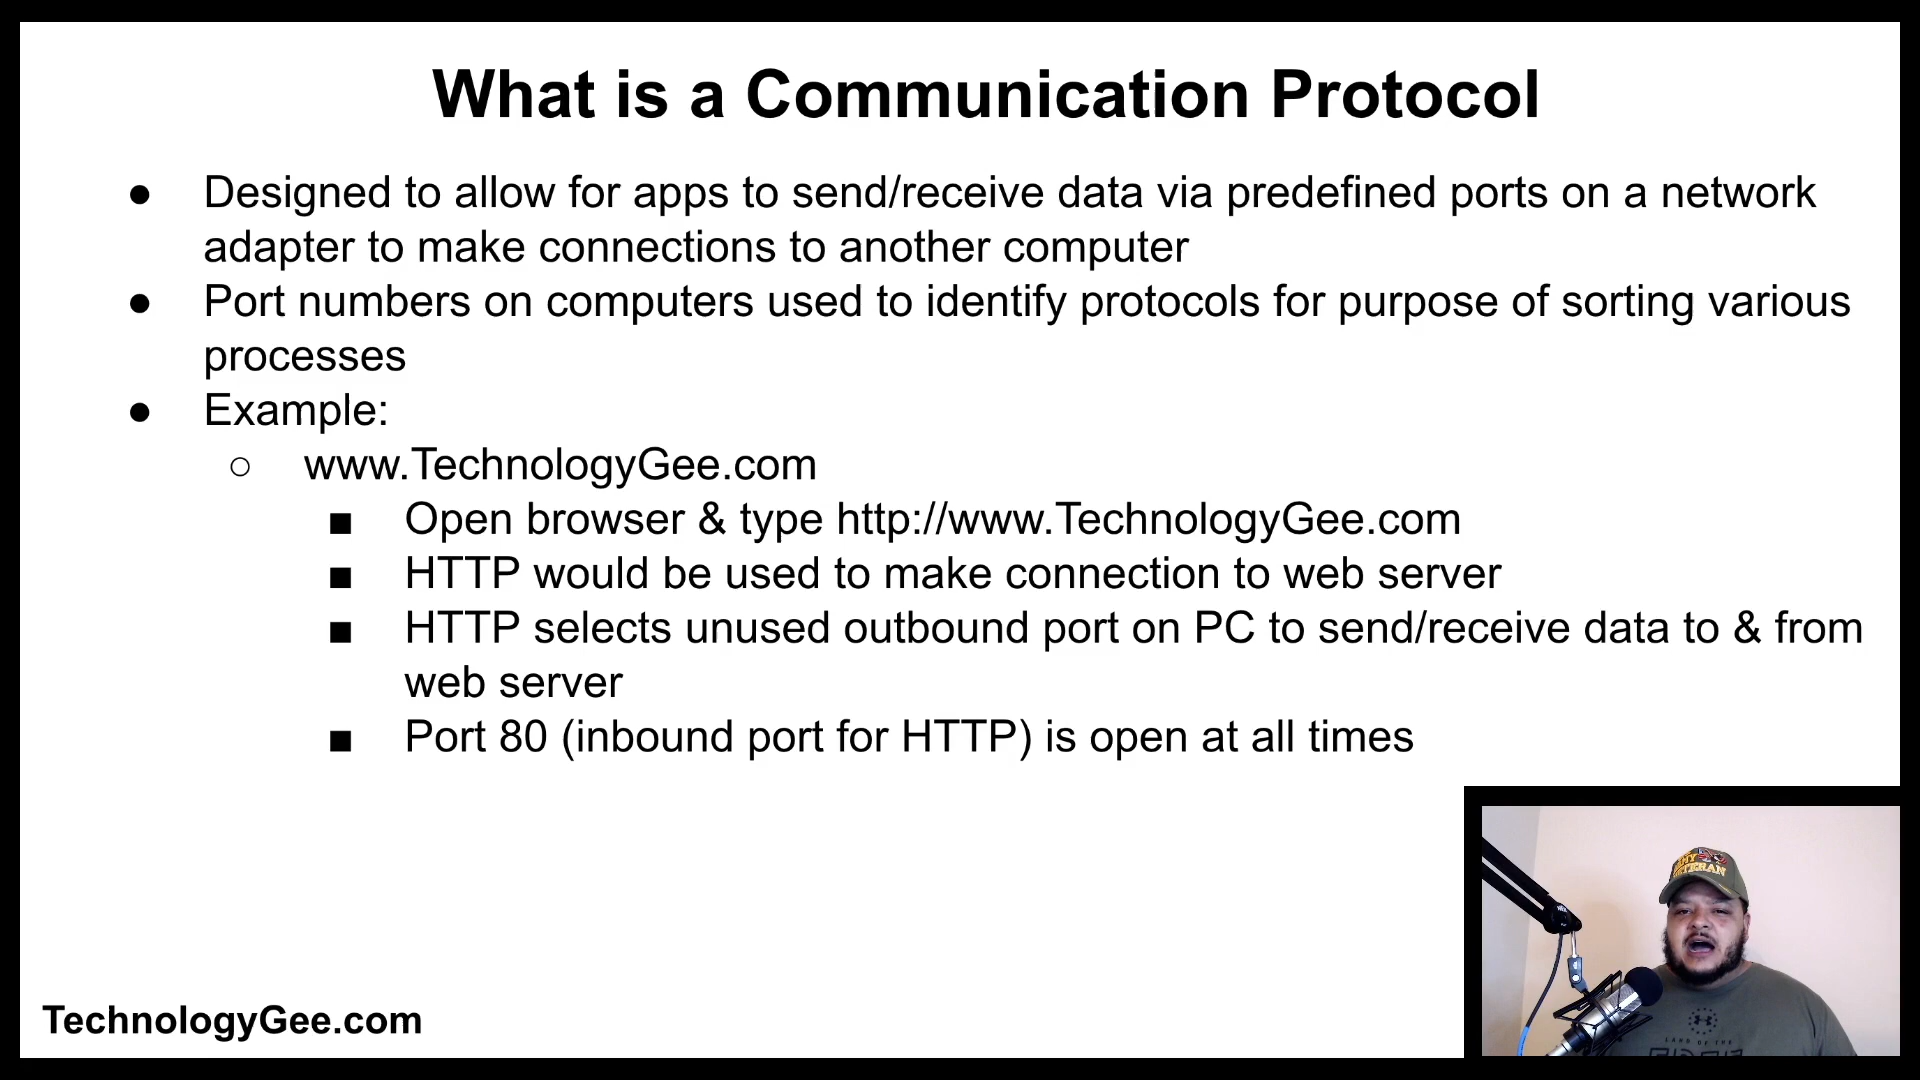 What is a Communication Protocol
● Designed to allow for apps to send/receive data via predefined ports on a network
adapter to make connections to another computer
● Port numbers on computers used to identify protocols for purpose of sorting various
processes
● Example:
○ www.TechnologyGee.com
■ Open browser & type http://www.TechnologyGee.com
■ HTTP would be used to make connection to web server
■ HTTP selects unused outbound port on PC to send/receive data to & from
web server
■ Port 80 (inbound port for HTTP) is open at all times
VETERAN
LAND OF THE
TechnologyGee.com